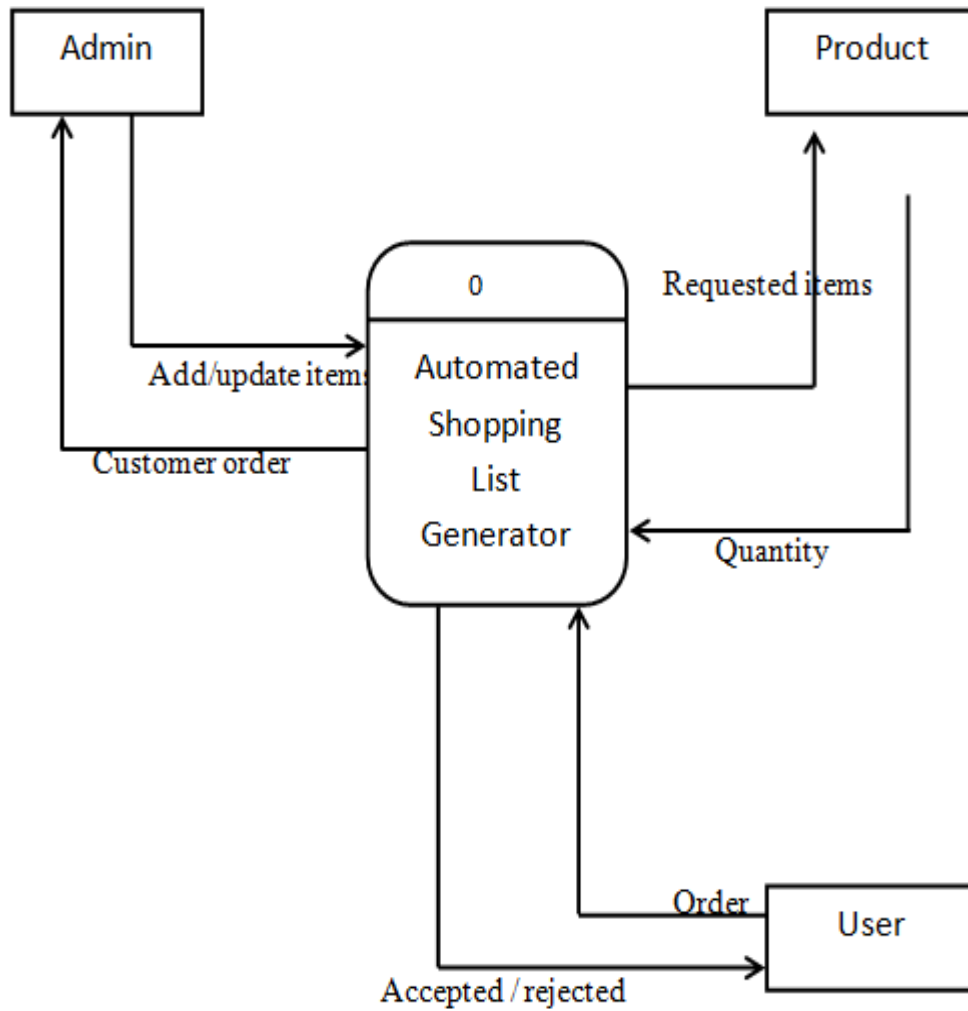 Admin
Product
0
Requested items
Automated
Add/update items
Shopping
Customer order
List
Generator
Quantity
Order
User
Accepted / rejected